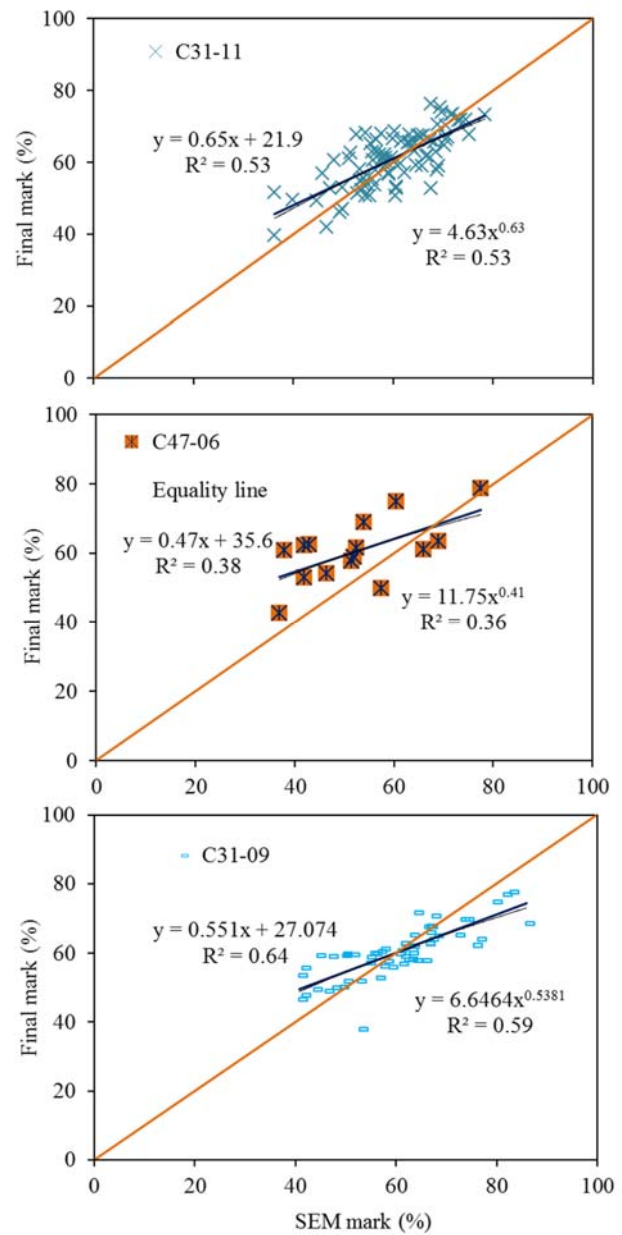 100
C31-11
80
y = 0.65x + 21.9
R² = 0.53
60
Final mark (%)
40
y = 4.63x^0.63
R² = 0.53
20
0
100
C47-06
80
Equality line
y = 0.47x + 35.6
R² = 0.38
60
Final mark (%)
40
y = 11.75x^0.41
R² = 0.36
20
0
0 20 40 60 80 100
100
C31-09
80
y = 0.551x + 27.074
R² = 0.64
60
Final mark (%)
40
y = 6.6464x^0.5381
R² = 0.59
20
0
0 20 40 60 80 100
SEM mark (%)